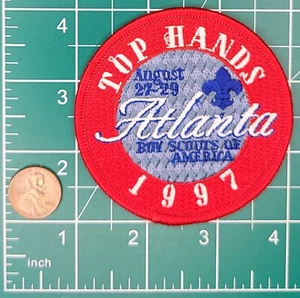 TOP HANDS
August
27-29
Atlanta
BOY SCOUTS OF
AMERICA
1997
4
3
2
1
1
2
3
4
inch